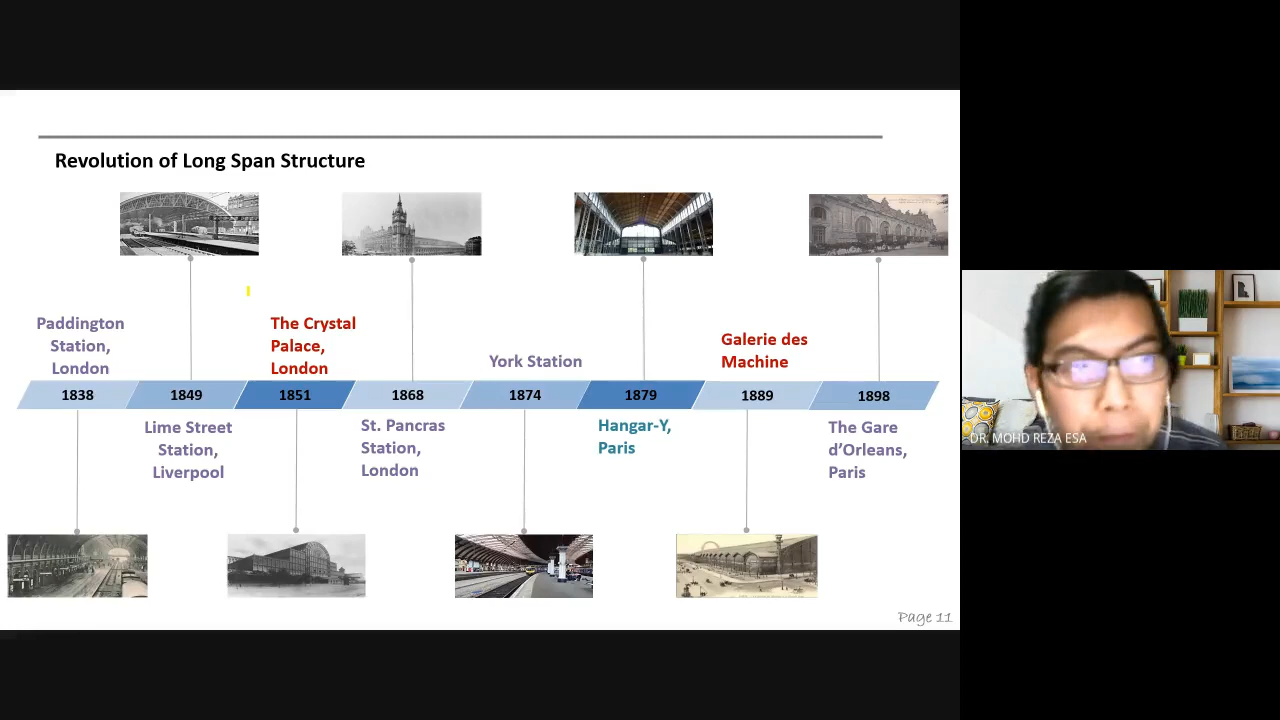 Revolution of Long Span Structure
Paddington
Station,
London
The Crystal
Palace,
London
York Station
Galerie des
Machine
1838
1849
1851
1868
1874
1879
1889
1898
Lime Street
Station,
Liverpool
St. Pancras
Station,
London
Hangar-Y,
Paris
The Gare
d’Orleans,
Paris
DR. MOHD REZA ESA
Page 11